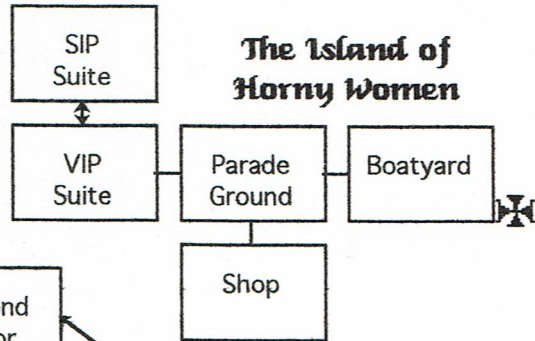 The Island of
Horny Women
SIP
Suite
VIP
Suite
Parade
Ground
Boatyard
Shop